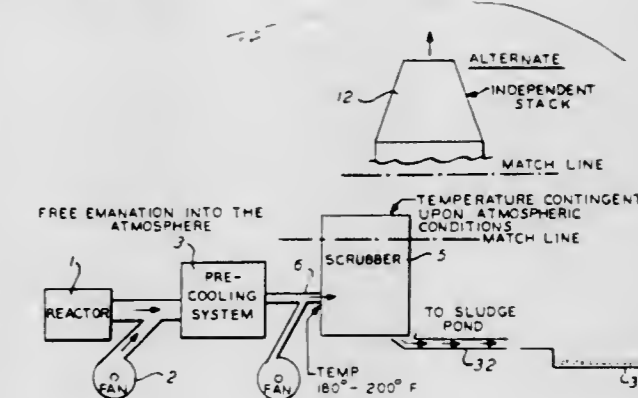 ALTERNATE
12
INDEPENDENT
STACK
MATCH LINE
TEMPERATURE CONTINGENT
UPON ATMOSPHERIC
CONDITIONS
MATCH LINE
FREE EMANATION INTO THE
ATMOSPHERE
1
3
6
SCRUBBER
5
REACTOR
PRE-
COOLING
SYSTEM
TO SLUDGE
POND
32
FAN
2
FAN
TEMP
180°-200° F
3